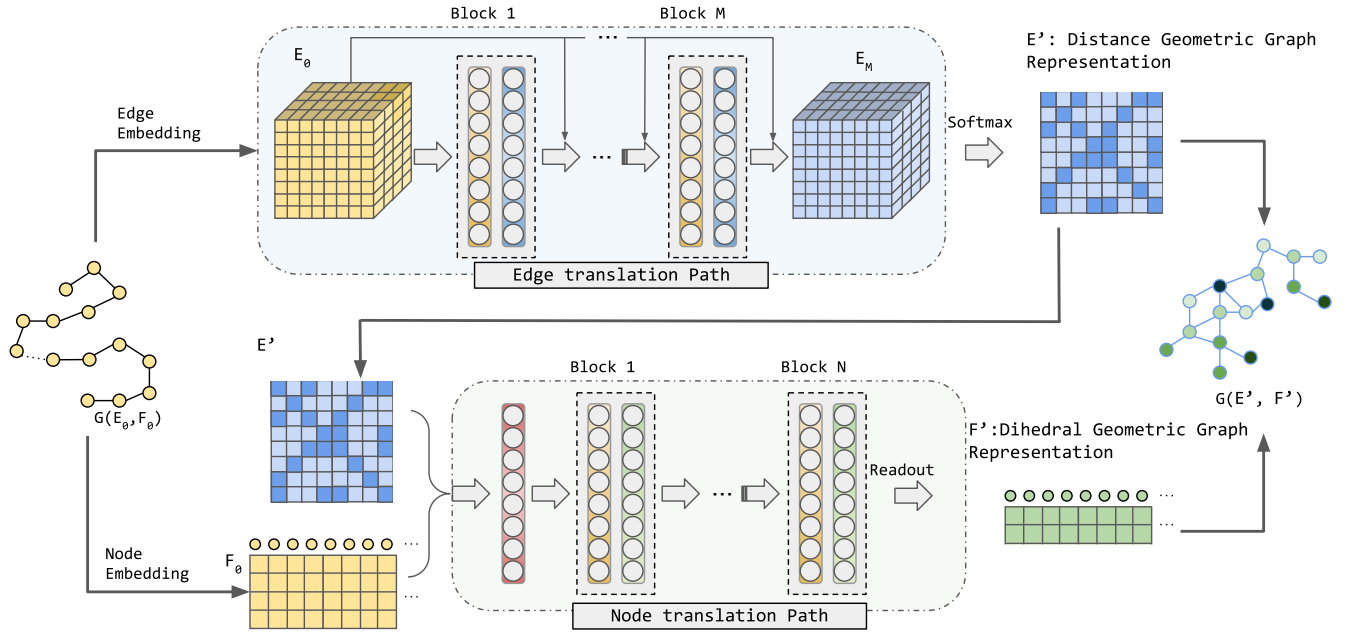 Block 1
Block M
...
E₀
E_M
E’: Distance Geometric Graph
Representation
Edge
Embedding
Softmax
...
Edge translation Path
G(E₀,F₀)
E’
Block 1
Block N
G(E’, F’)
F’:Dihedral Geometric Graph
Representation
Readout
...
...
...
Node
Embedding
F₀
...
...
Node translation Path